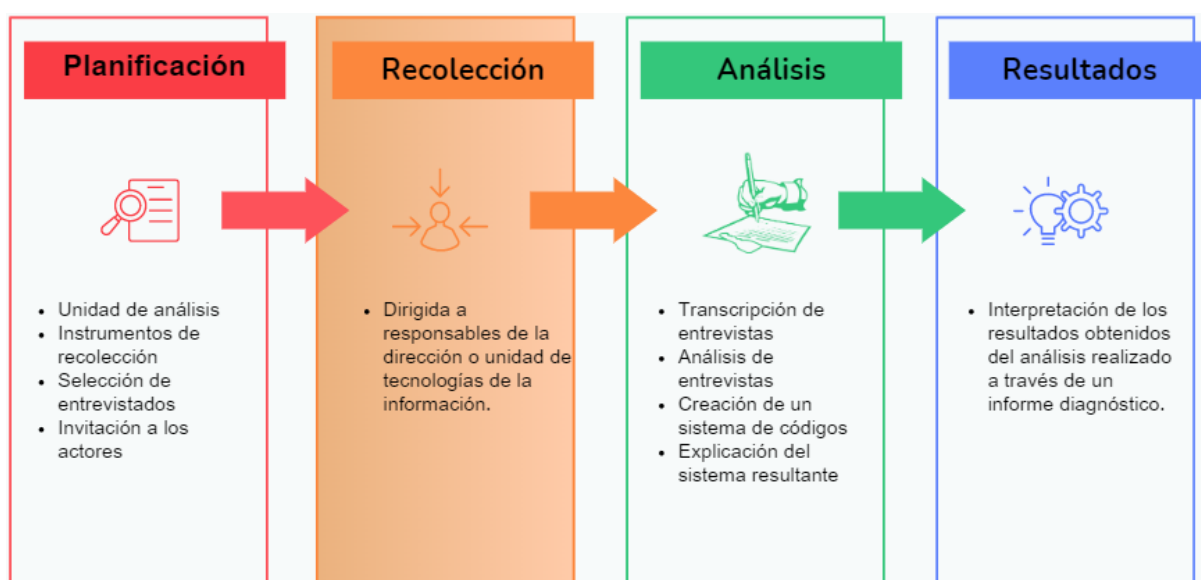 Planificación
Recolección
Análisis
Resultados
• Unidad de análisis
• Instrumentos de
recolección
• Selección de
entrevistados
• Invitación a los
actores
• Dirigida a
responsables de la
dirección o unidad de
tecnologías de la
información.
• Transcripción de
entrevistas
• Análisis de
entrevistas
• Creación de un
sistema de códigos
• Explicación del
sistema resultante
• Interpretación de los
resultados obtenidos
del análisis realizado
a través de un
informe diagnóstico.